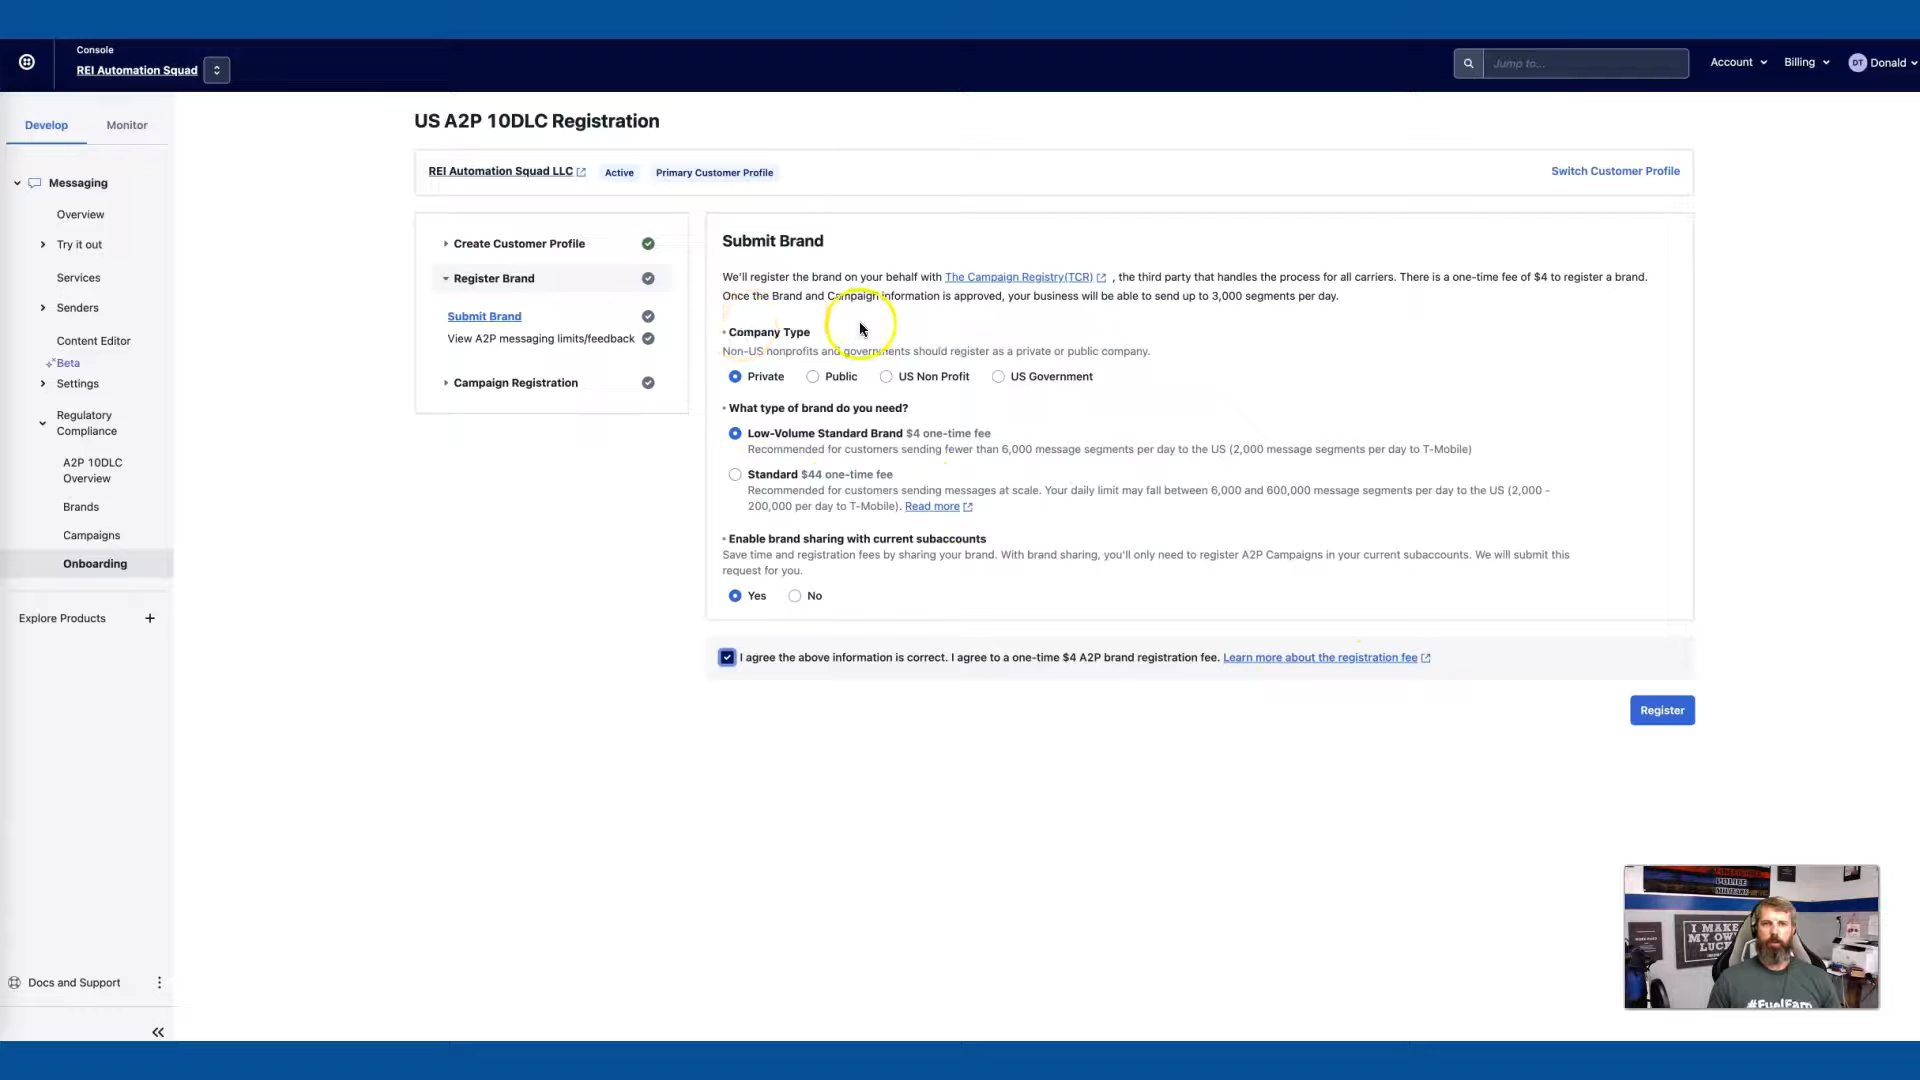 Console
REI Automation Squad
Jump to...
Account
Billing
DT
Donald
Develop
Monitor
Messaging
Overview
Try it out
Services
Senders
Content Editor
Beta
Settings
Regulatory
Compliance
A2P 10DLC
Overview
Brands
Campaigns
Onboarding
Explore Products
Docs and Support
US A2P 10DLC Registration
REI Automation Squad LLC
Active
Primary Customer Profile
Switch Customer Profile
Create Customer Profile
Register Brand
Submit Brand
View A2P messaging limits/feedback
Campaign Registration
Submit Brand
We'll register the brand on your behalf with The Campaign Registry(TCR) , the third party that handles the process for all carriers. There is a one-time fee of $4 to register a brand.
Once the Brand and Campaign information is approved, your business will be able to send up to 3,000 segments per day.
Company Type
Non-US nonprofits and governments should register as a private or public company.
Private
Public
US Non Profit
US Government
What type of brand do you need?
Low-Volume Standard Brand $4 one-time fee
Recommended for customers sending fewer than 6,000 message segments per day to the US (2,000 message segments per day to T-Mobile)
Standard $44 one-time fee
Recommended for customers sending messages at scale. Your daily limit may fall between 6,000 and 600,000 message segments per day to the US (2,000 -
200,000 per day to T-Mobile). Read more
Enable brand sharing with current subaccounts
Save time and registration fees by sharing your brand. With brand sharing, you'll only need to register A2P Campaigns in your current subaccounts. We will submit this
request for you.
Yes
No
I agree the above information is correct. I agree to a one-time $4 A2P brand registration fee. Learn more about the registration fee
Register
POLICE
MILITARY
I MAKE
MY OWN
LUCK